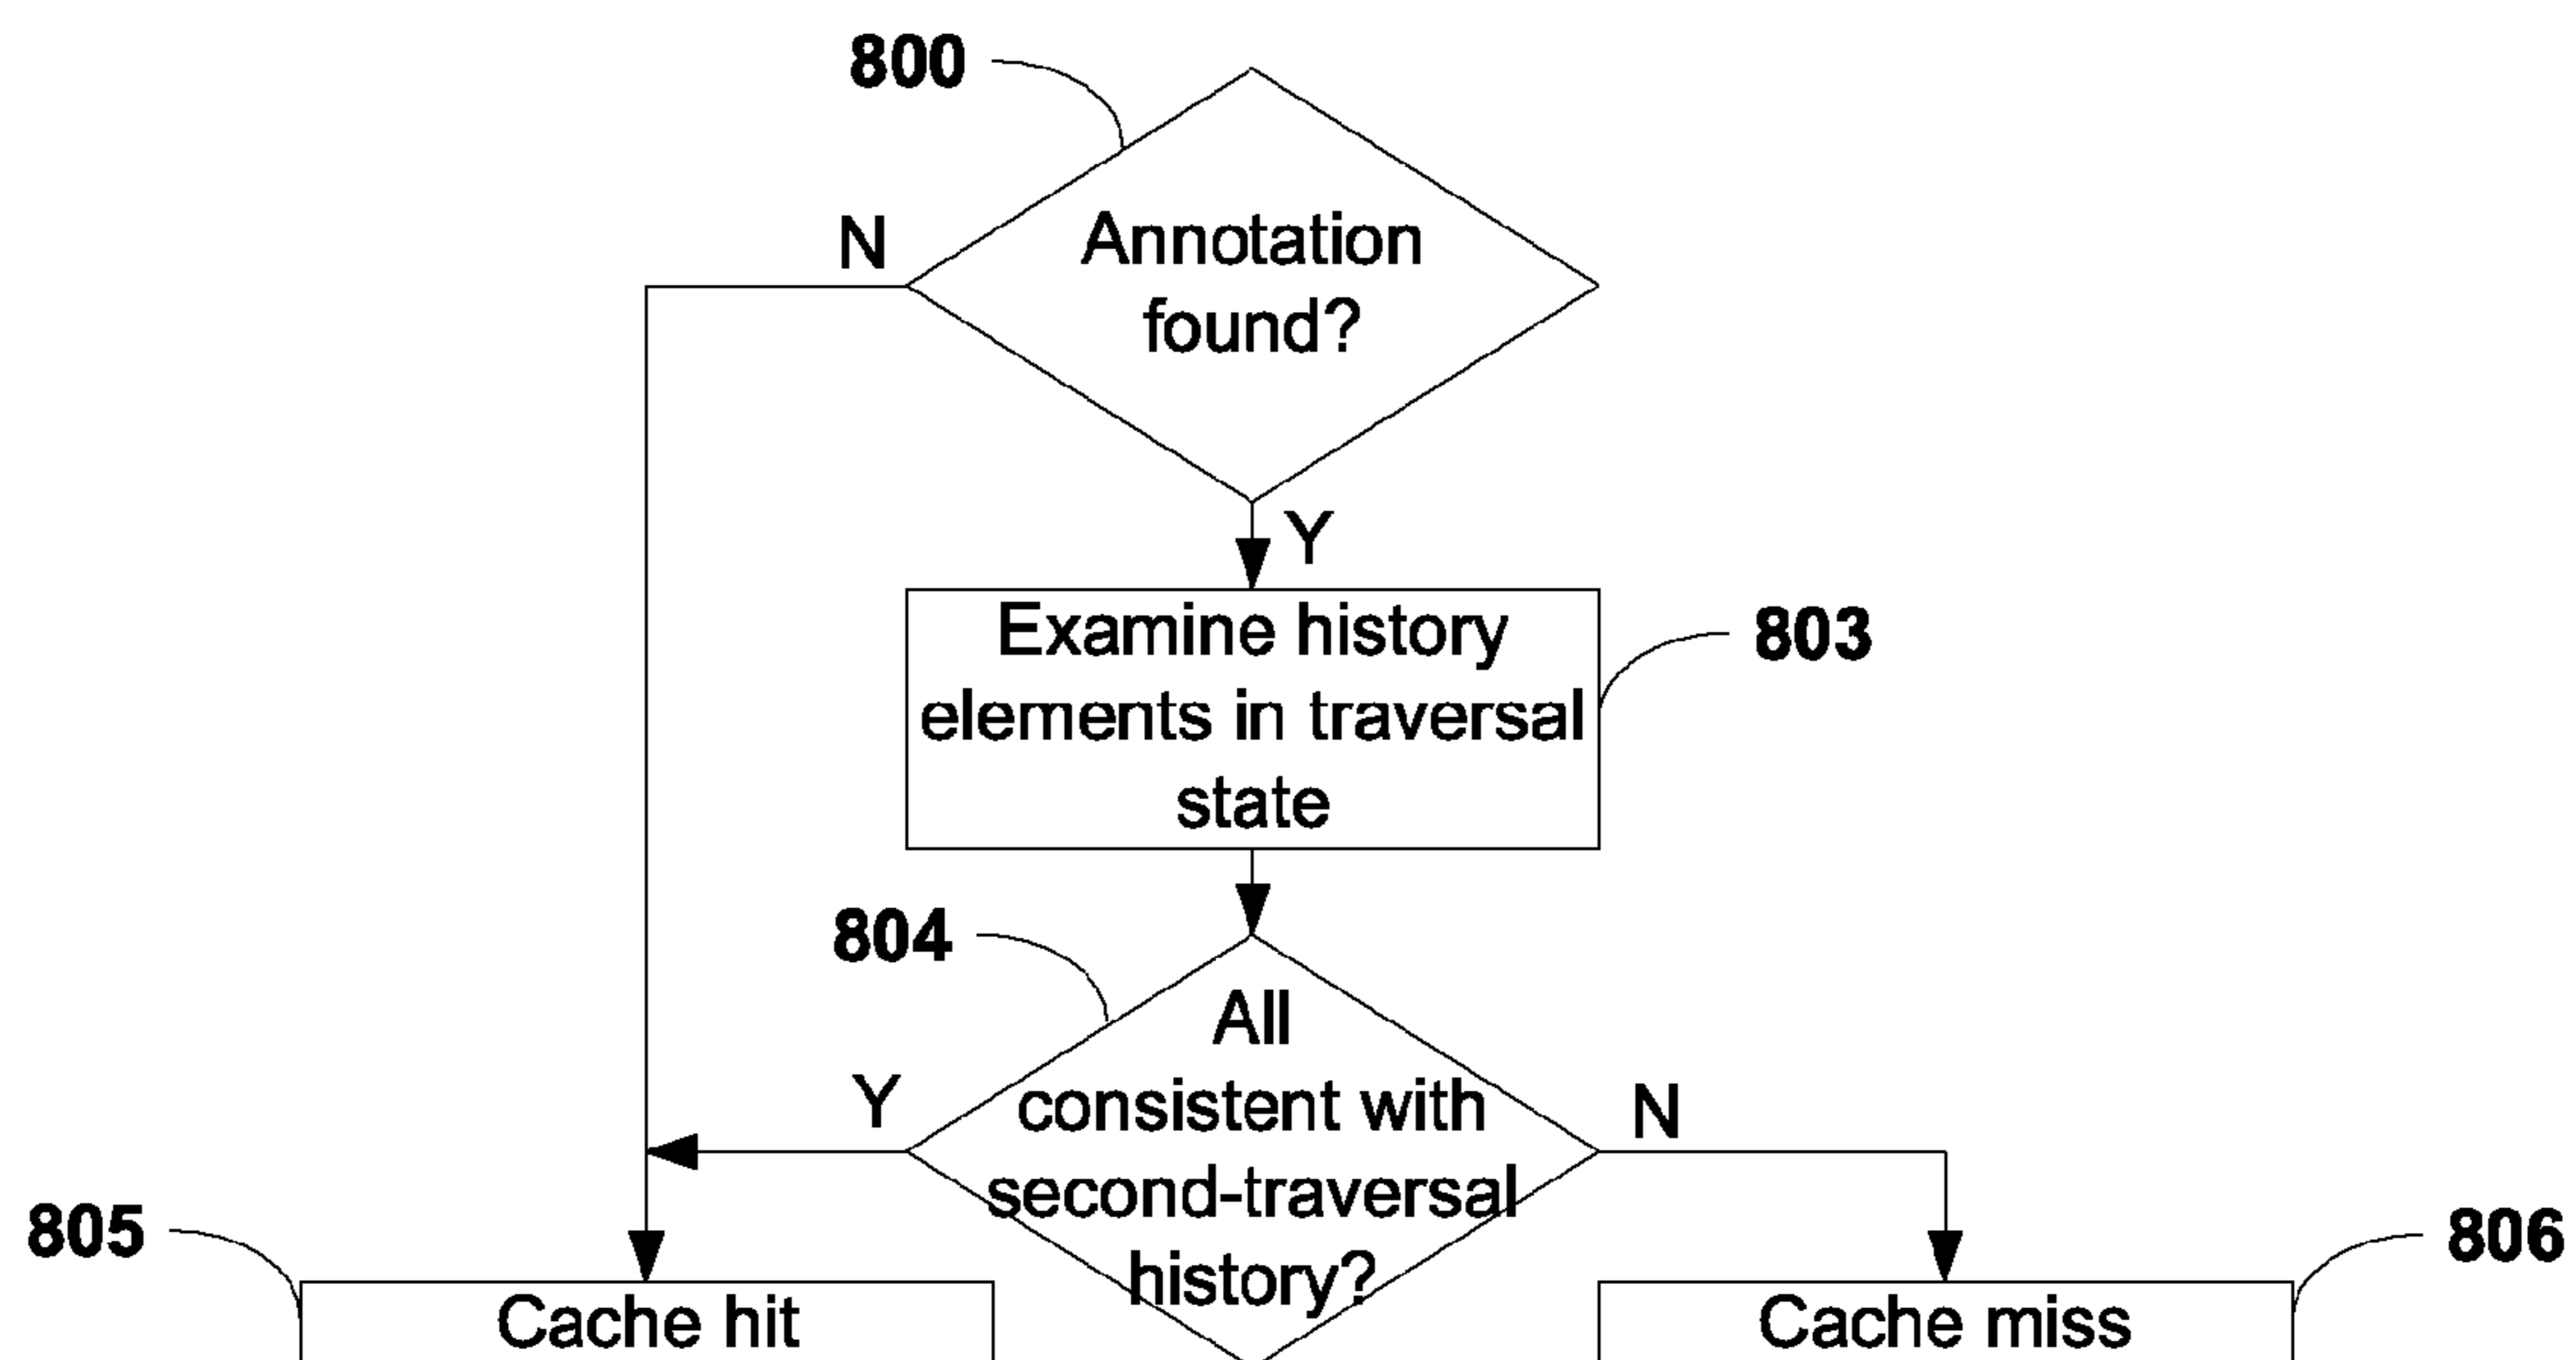 800
N
Annotation
found?
Y
Examine history
elements in traversal
state
803
804
All
consistent with
second-traversal
history?
Y
N
805
Cache hit
806
Cache miss